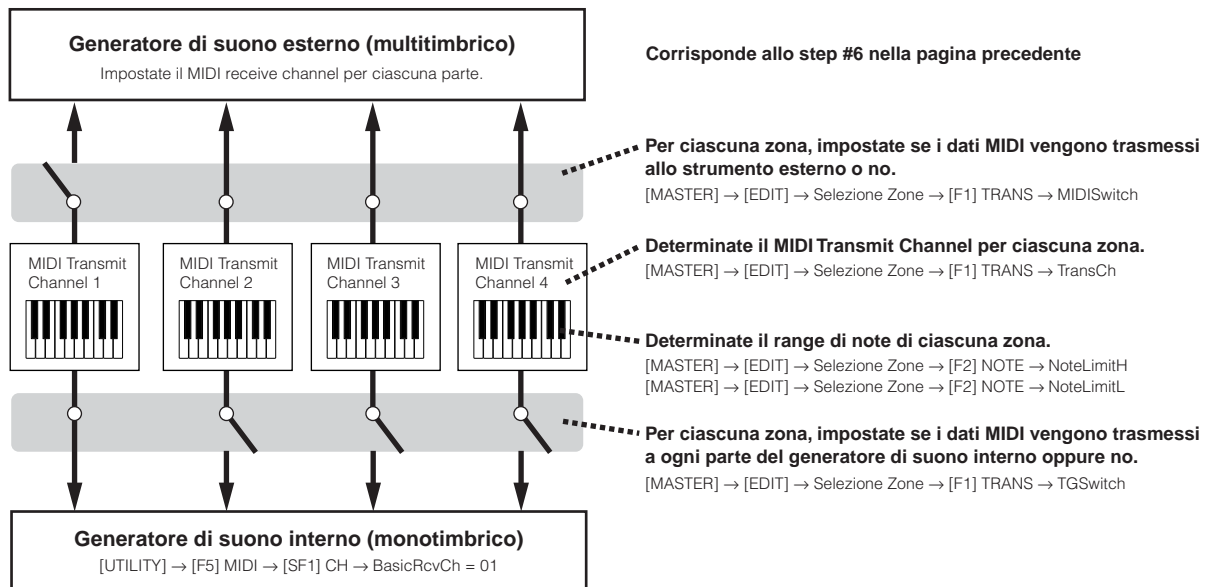 Generatore di suono esterno (multitimbrico)
Impostate il MIDI receive channel per ciascuna parte.
Corrisponde allo step #6 nella pagina precedente
Per ciascuna zona, impostate se i dati MIDI vengono trasmessi
allo strumento esterno o no.
[MASTER] → [EDIT] → Selezione Zone → [F1] TRANS → MIDISwitch
MIDI Transmit
Channel 1
MIDI Transmit
Channel 2
MIDI Transmit
Channel 3
MIDI Transmit
Channel 4
Determinate il MIDI Transmit Channel per ciascuna zona.
[MASTER] → [EDIT] → Selezione Zone → [F1] TRANS → TransCh
Determinate il range di note di ciascuna zona.
[MASTER] → [EDIT] → Selezione Zone → [F2] NOTE → NoteLimitH
[MASTER] → [EDIT] → Selezione Zone → [F2] NOTE → NoteLimitL
Per ciascuna zona, impostate se i dati MIDI vengono trasmessi
a ogni parte del generatore di suono interno oppure no.
[MASTER] → [EDIT] → Selezione Zone → [F1] TRANS → TGSwitch
Generatore di suono interno (monotimbrico)
[UTILITY] → [F5] MIDI → [SF1] CH → BasicRcvCh = 01